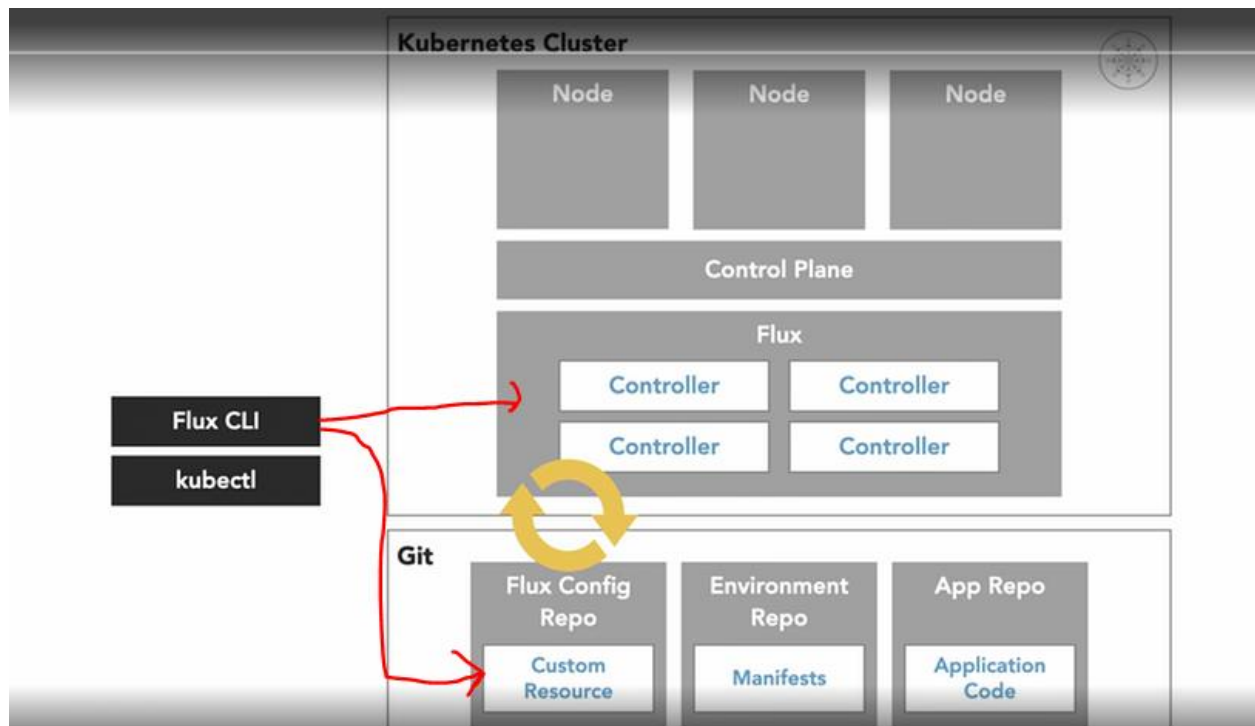 Kubernetes Cluster
Node
Node
Node
Control Plane
Flux
Controller
Controller
Controller
Controller
Flux CLI
kubectl
Git
Flux Config
Repo
Custom
Resource
Environment
Repo
Manifests
App Repo
Application
Code